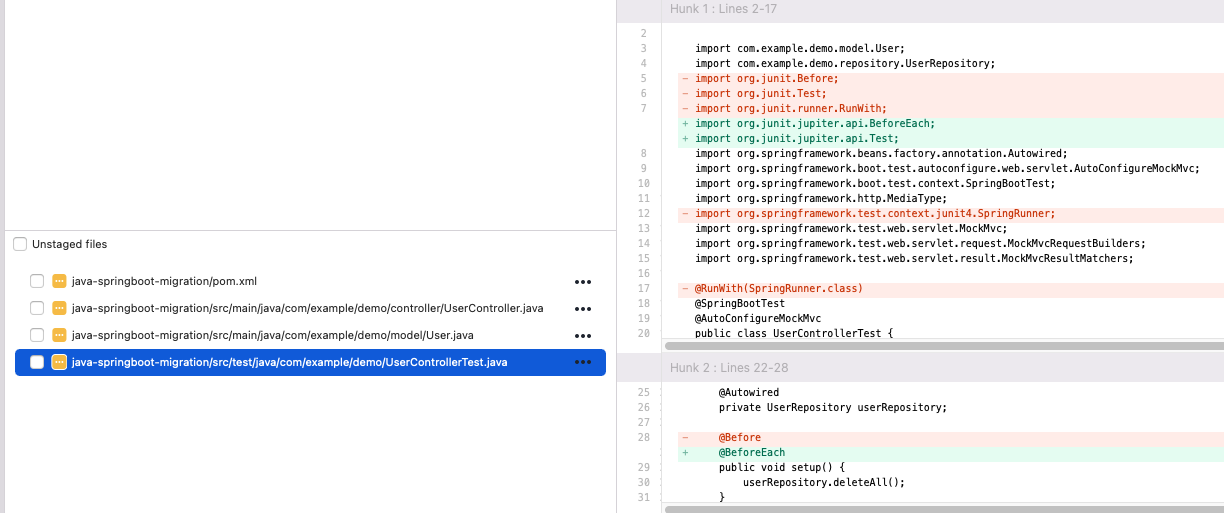 Unstaged files
java-springboot-migration/pom.xml
java-springboot-migration/src/main/java/com/example/demo/controller/UserController.java
java-springboot-migration/src/main/java/com/example/demo/model/User.java
java-springboot-migration/src/test/java/com/example/demo/UserControllerTest.java
Hunk 1 : Lines 2-17
2
3 import com.example.demo.model.User;
4 import com.example.demo.repository.UserRepository;
5 - import org.junit.Before;
6 - import org.junit.Test;
7 - import org.junit.runner.RunWith;
+ import org.junit.jupiter.api.BeforeEach;
+ import org.junit.jupiter.api.Test;
8 import org.springframework.beans.factory.annotation.Autowired;
9 import org.springframework.boot.test.autoconfigure.web.servlet.AutoConfigureMockMvc;
10 import org.springframework.boot.test.context.SpringBootTest;
11 import org.springframework.http.MediaType;
12 - import org.springframework.test.context.junit4.SpringRunner;
13 import org.springframework.test.web.servlet.MockMvc;
14 import org.springframework.test.web.servlet.request.MockMvcRequestBuilders;
15 import org.springframework.test.web.servlet.result.MockMvcResultMatchers;
16
17 - @RunWith(SpringRunner.class)
18 @SpringBootTest
19 @AutoConfigureMockMvc
20 public class UserControllerTest {
Hunk 2 : Lines 22-28
25 @Autowired
26 private UserRepository userRepository;
27
28 - @Before
+ @BeforeEach
29 public void setup() {
30 userRepository.deleteAll();
31 }